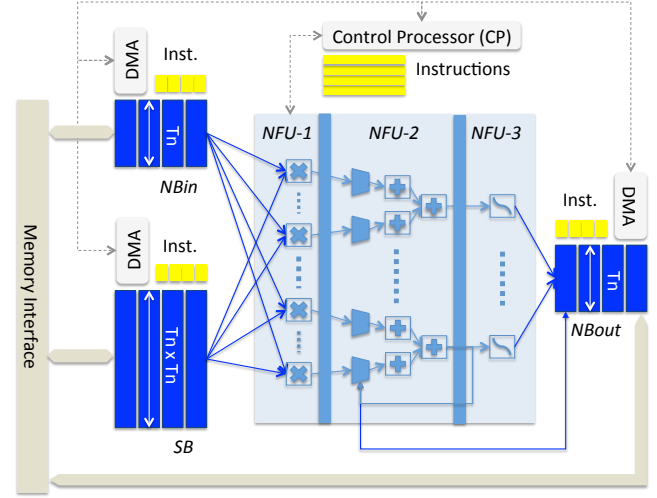 Control Processor (CP)
DMA
Inst.
Instructions
Tn
NBin
NFU-1
NFU-2
NFU-3
Memory Interface
DMA
Inst.
Tn x Tn
SB
Inst.
DMA
Tn
NBout